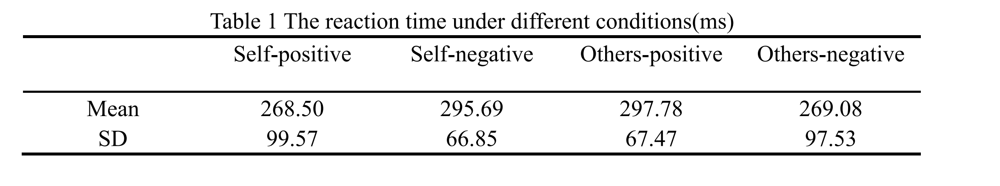 Table 1 The reaction time under different conditions(ms)
Self-positive Self-negative Others-positive Others-negative
Mean 268.50 295.69 297.78 269.08
SD 99.57 66.85 67.47 97.53